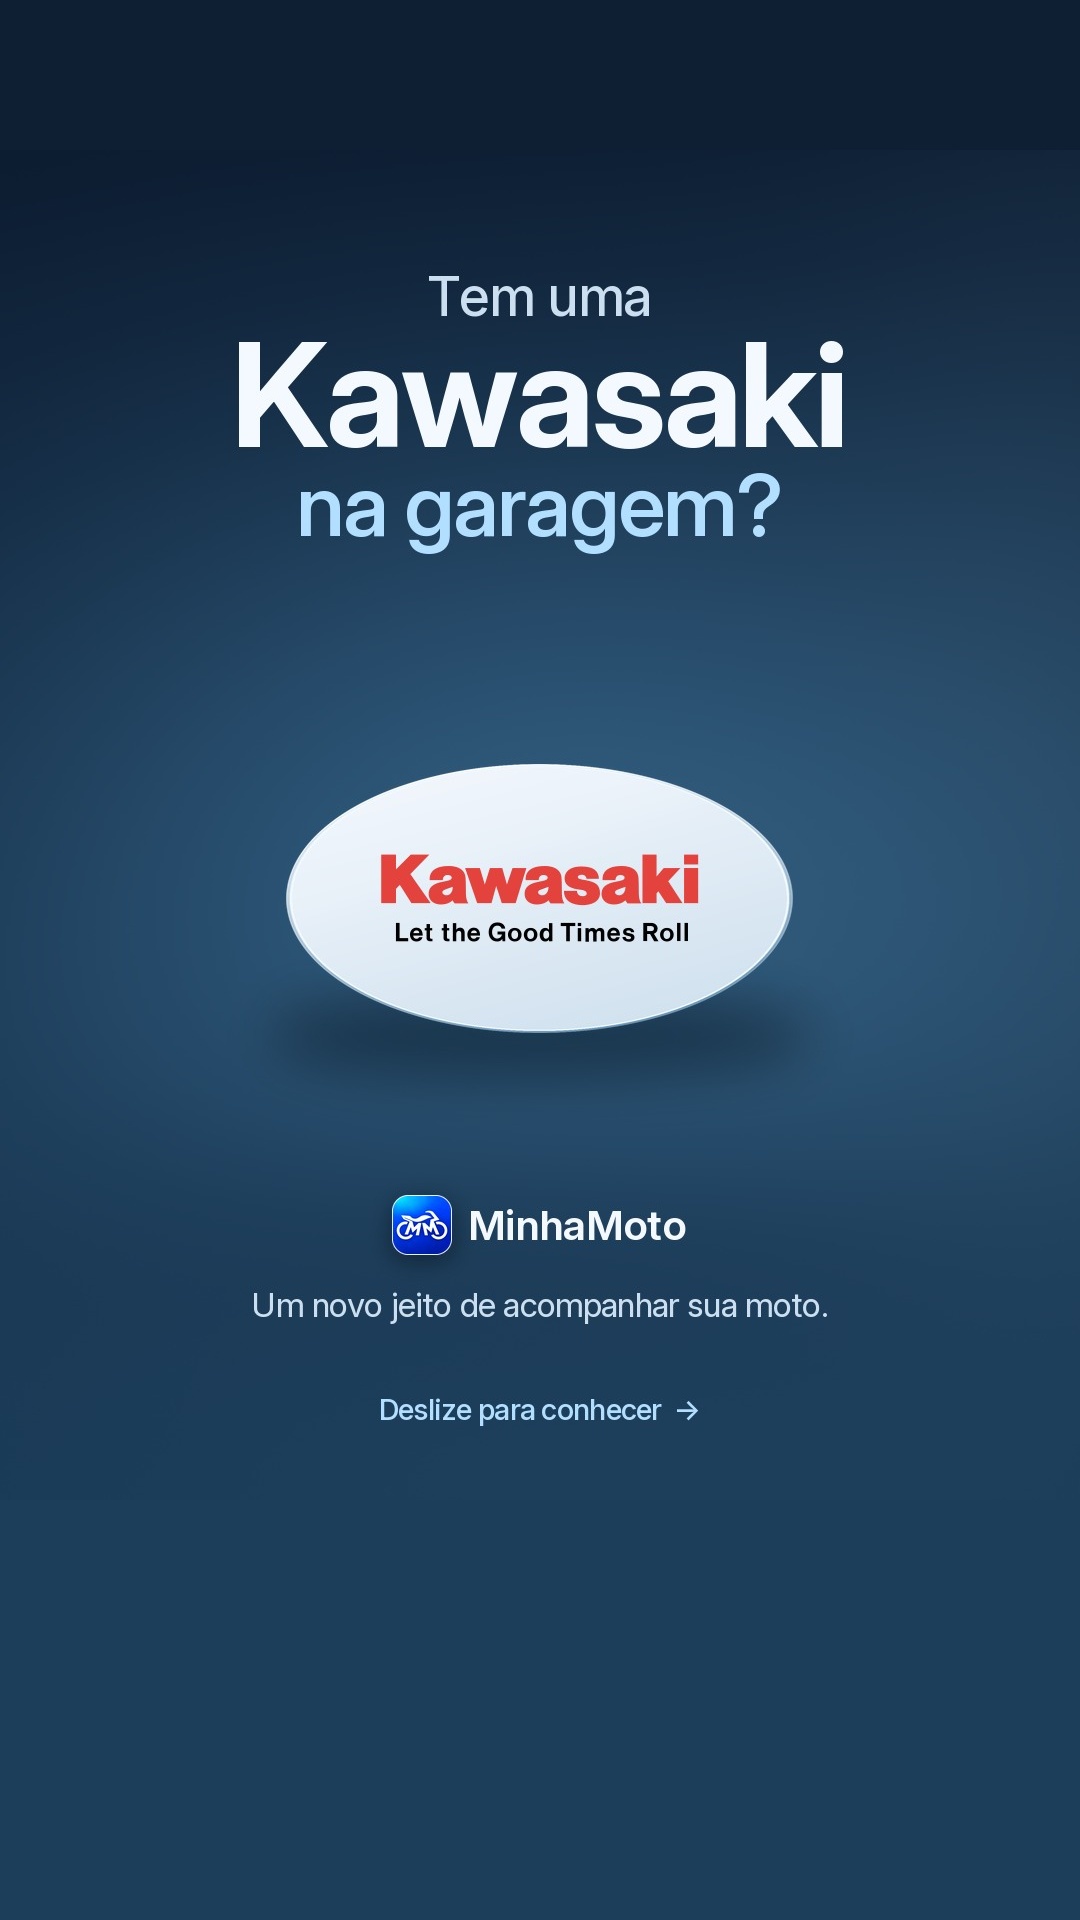 Tem uma
Kawasaki
na garagem?
Kawasaki
Let the Good Times Roll
MM MinhaMoto
Um novo jeito de acompanhar sua moto.
Deslize para conhecer →